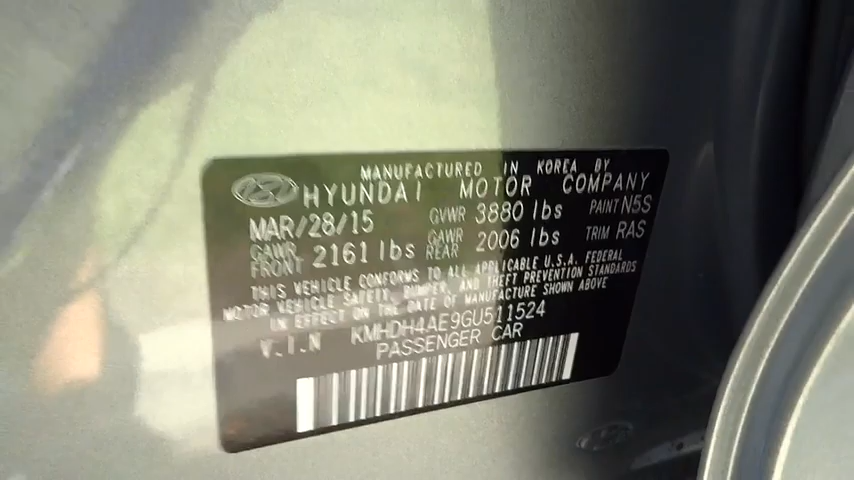 MANUFACTURED IN KOREA BY
HYUNDAI MOTOR COMPANY
MAR/28/15 GVWR 3880 lbs PAINT N5S
GAWR FRONT 2161 lbs GAWR REAR 2006 lbs TRIM RAS
THIS VEHICLE CONFORMS TO ALL APPLICABLE U.S.A. FEDERAL
MOTOR VEHICLE SAFETY, BUMPER, AND THEFT PREVENTION STANDARDS
IN EFFECT ON THE DATE OF MANUFACTURE SHOWN ABOVE
V.I.N KMHDH4AE9GU511524
PASSENGER CAR